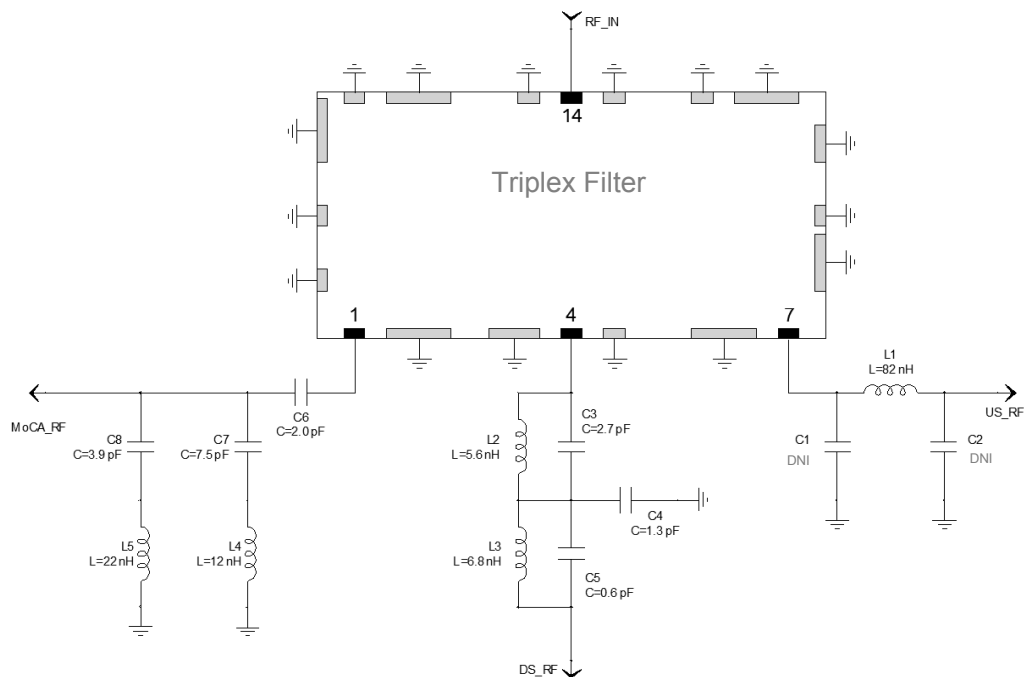 RF_IN
14
Triplex Filter
1
4
7
L1
L=82 nH
MoCA_RF
C6
C=2.0 pF
US_RF
C8
C=3.9 pF
C7
C=7.5 pF
L2
L=5.6 nH
C3
C=2.7 pF
C1
DNI
C2
DNI
C4
C=1.3 pF
L5
L=22 nH
L4
L=12 nH
L3
L=6.8 nH
C5
C=0.6 pF
DS_RF